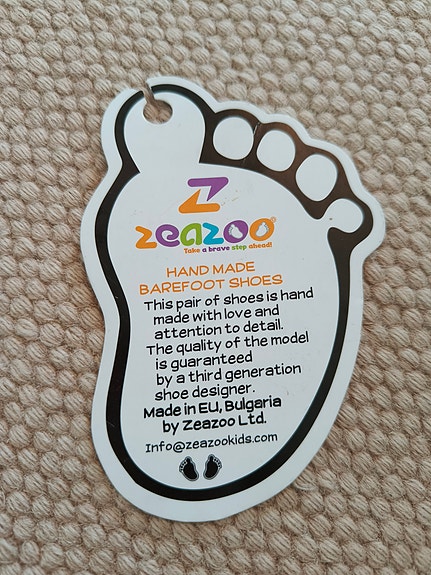 Z
zeazoo®
Take a brave step ahead!
HAND MADE
BAREFOOT SHOES
This pair of shoes is hand
made with love and
attention to detail.
The quality of the model
is guaranteed
by a third generation
shoe designer.
Made in EU, Bulgaria
by Zeazoo Ltd.
Info@zeazookids.com